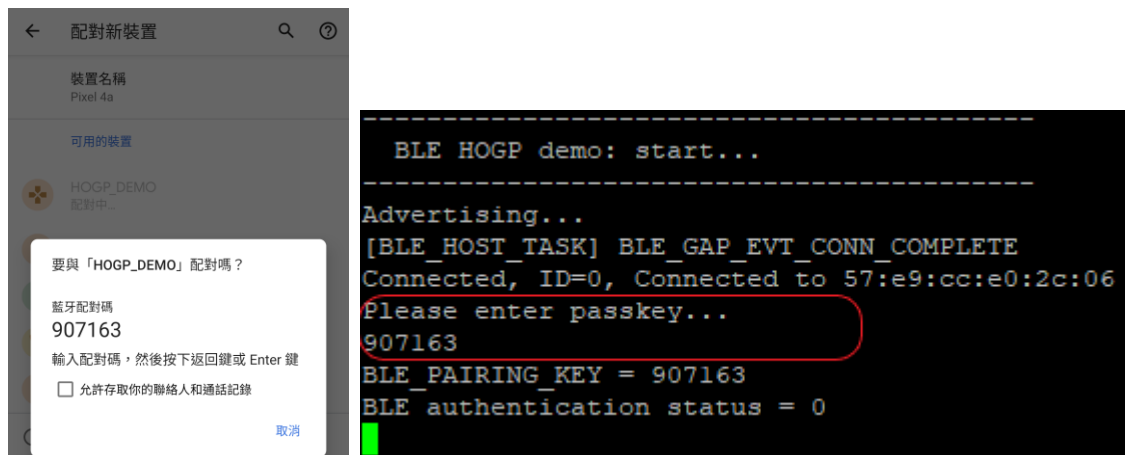 配對新裝置
裝置名稱
Pixel 4a
可用的裝置
HOGP_DEMO
配對中...
要與「HOGP_DEMO」配對嗎？
藍牙配對碼
907163
輸入配對碼，然後按下返回鍵或 Enter 鍵
允許存取你的聯絡人和通話記錄
取消
------------------------------------------
BLE HOGP demo: start...
------------------------------------------
Advertising...
[BLE_HOST_TASK] BLE_GAP_EVT_CONN_COMPLETE
Connected, ID=0, Connected to 57:e9:cc:e0:2c:06
Please enter passkey...
907163
BLE_PAIRING_KEY = 907163
BLE authentication status = 0